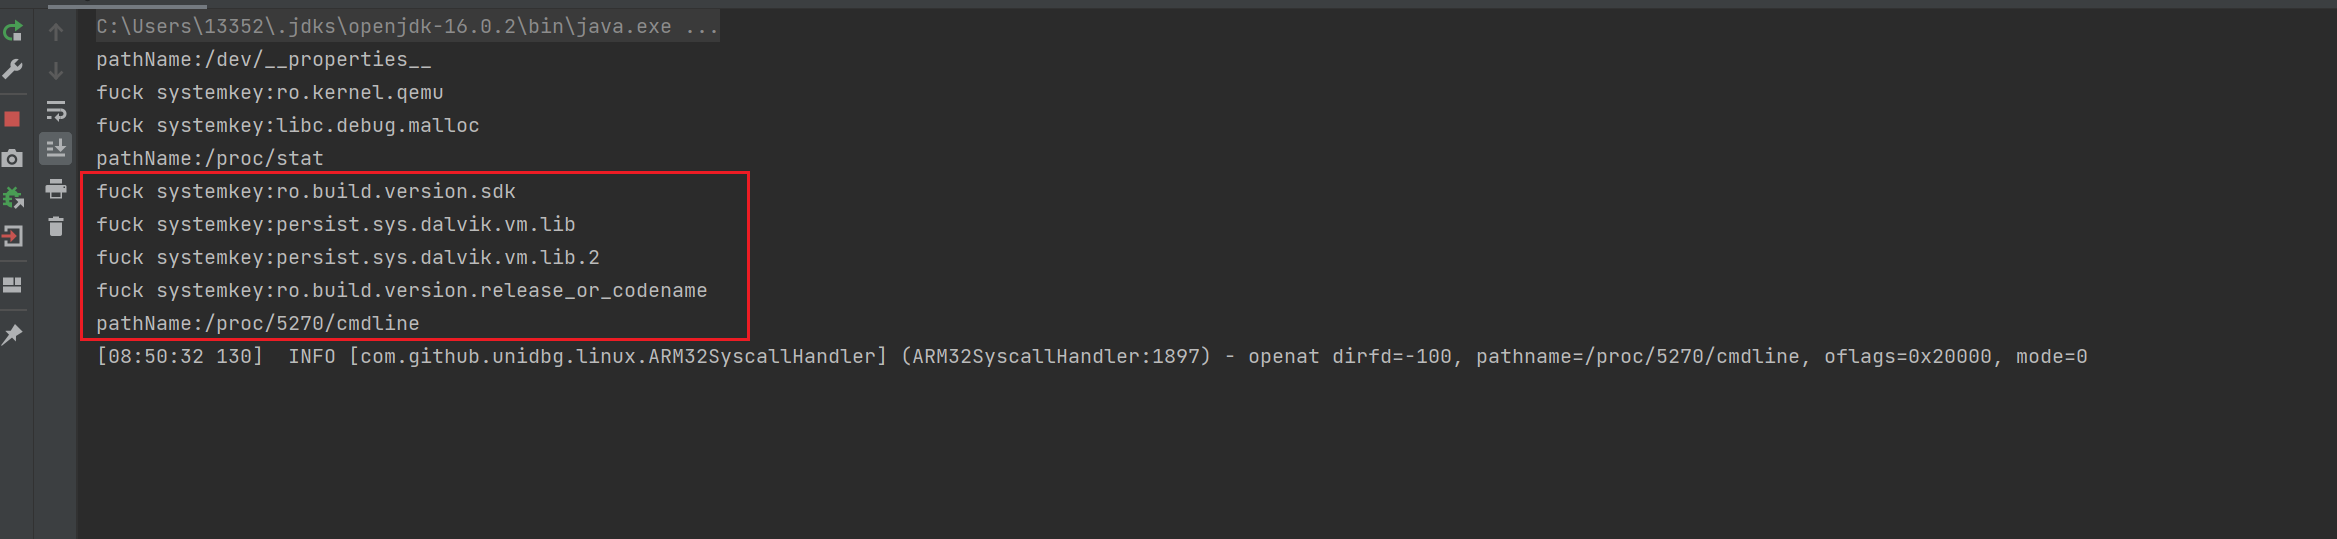 C:\Users\13352\.jdks\openjdk-16.0.2\bin\java.exe ...
pathName:/dev/__properties__
fuck systemkey:ro.kernel.qemu
fuck systemkey:libc.debug.malloc
pathName:/proc/stat
fuck systemkey:ro.build.version.sdk
fuck systemkey:persist.sys.dalvik.vm.lib
fuck systemkey:persist.sys.dalvik.vm.lib.2
fuck systemkey:ro.build.version.release_or_codename
pathName:/proc/5270/cmdline
[08:50:32 130]  INFO [com.github.unidbg.linux.ARM32SyscallHandler] (ARM32SyscallHandler:1897) - openat dirfd=-100, pathname=/proc/5270/cmdline, oflags=0x20000, mode=0